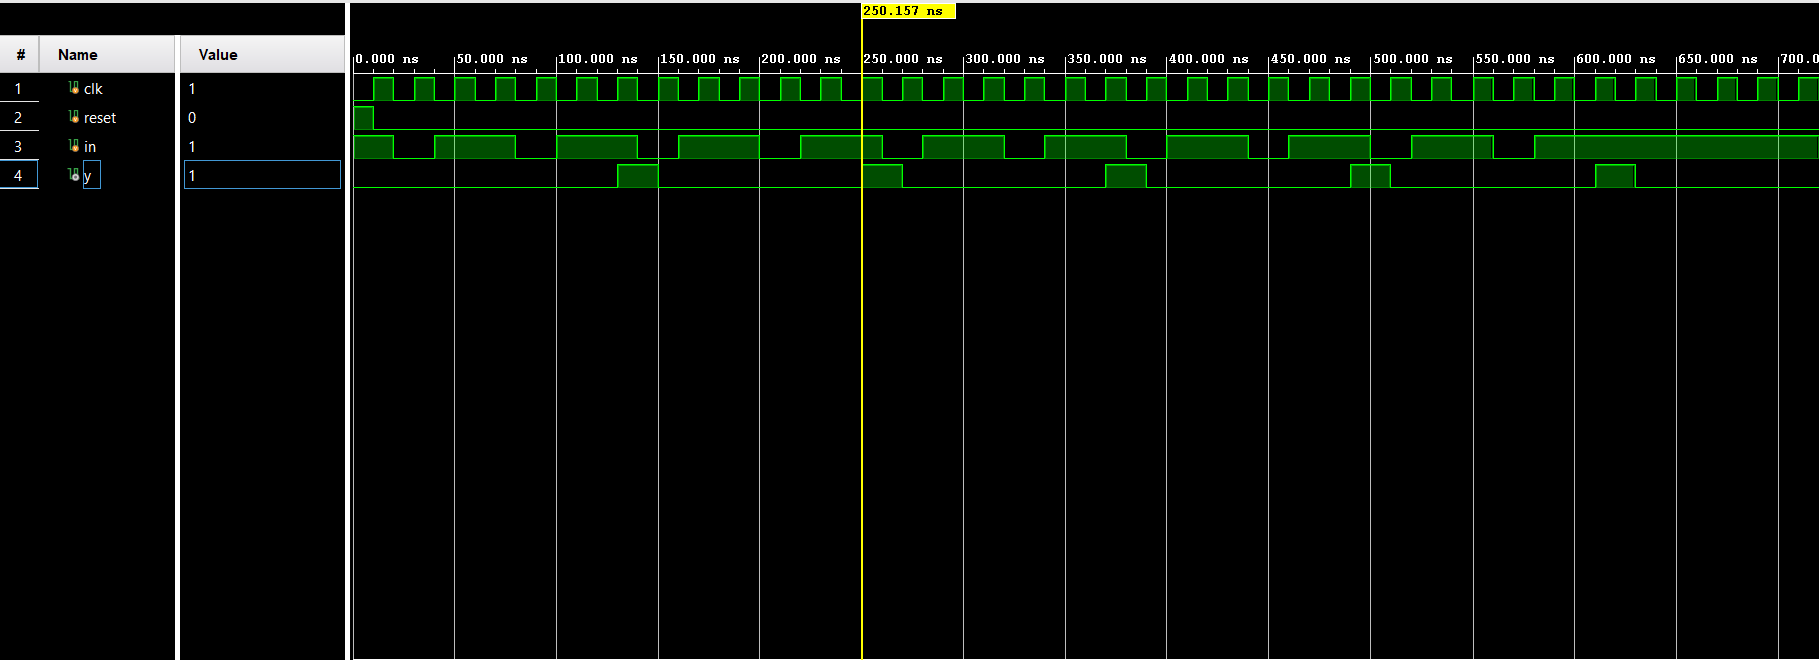 250.157 ns
# Name Value
0.000 ns 50.000 ns 100.000 ns 150.000 ns 200.000 ns 250.000 ns 300.000 ns 350.000 ns 400.000 ns 450.000 ns 500.000 ns 550.000 ns 600.000 ns 650.000 ns 700.0
1 clk 1
2 reset 0
3 in 1
4 y 1